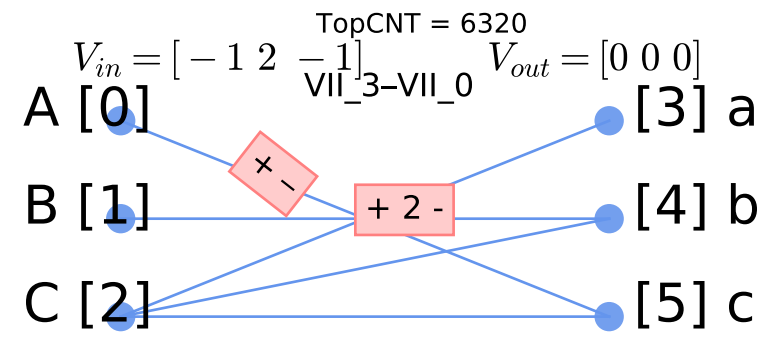 TopCNT = 6320
V_in = [ − 1 2 − 1] V_out = [0 0 0]
VII_3–VII_0
A [0] [3] a
+ -
+ 2 -
B [1] [4] b
C [2] [5] c